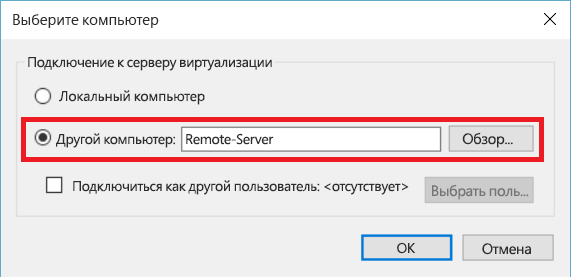 Выберите компьютер
Подключение к серверу виртуализации
Локальный компьютер
Другой компьютер: Remote-Server Обзор...
Подключиться как другой пользователь: <отсутствует> Выбрать поль...
ОК Отмена